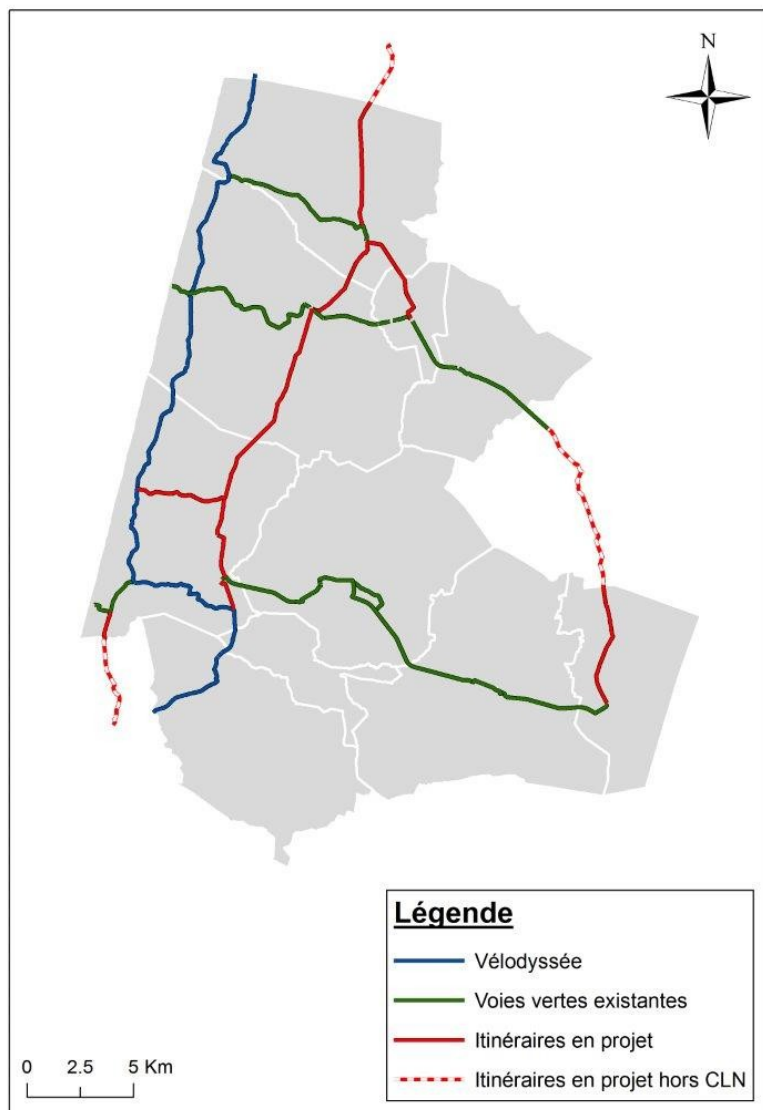 N
Légende
Vélodyssée
Voies vertes existantes
Itinéraires en projet
Itinéraires en projet hors CLN
0 2.5 5 Km